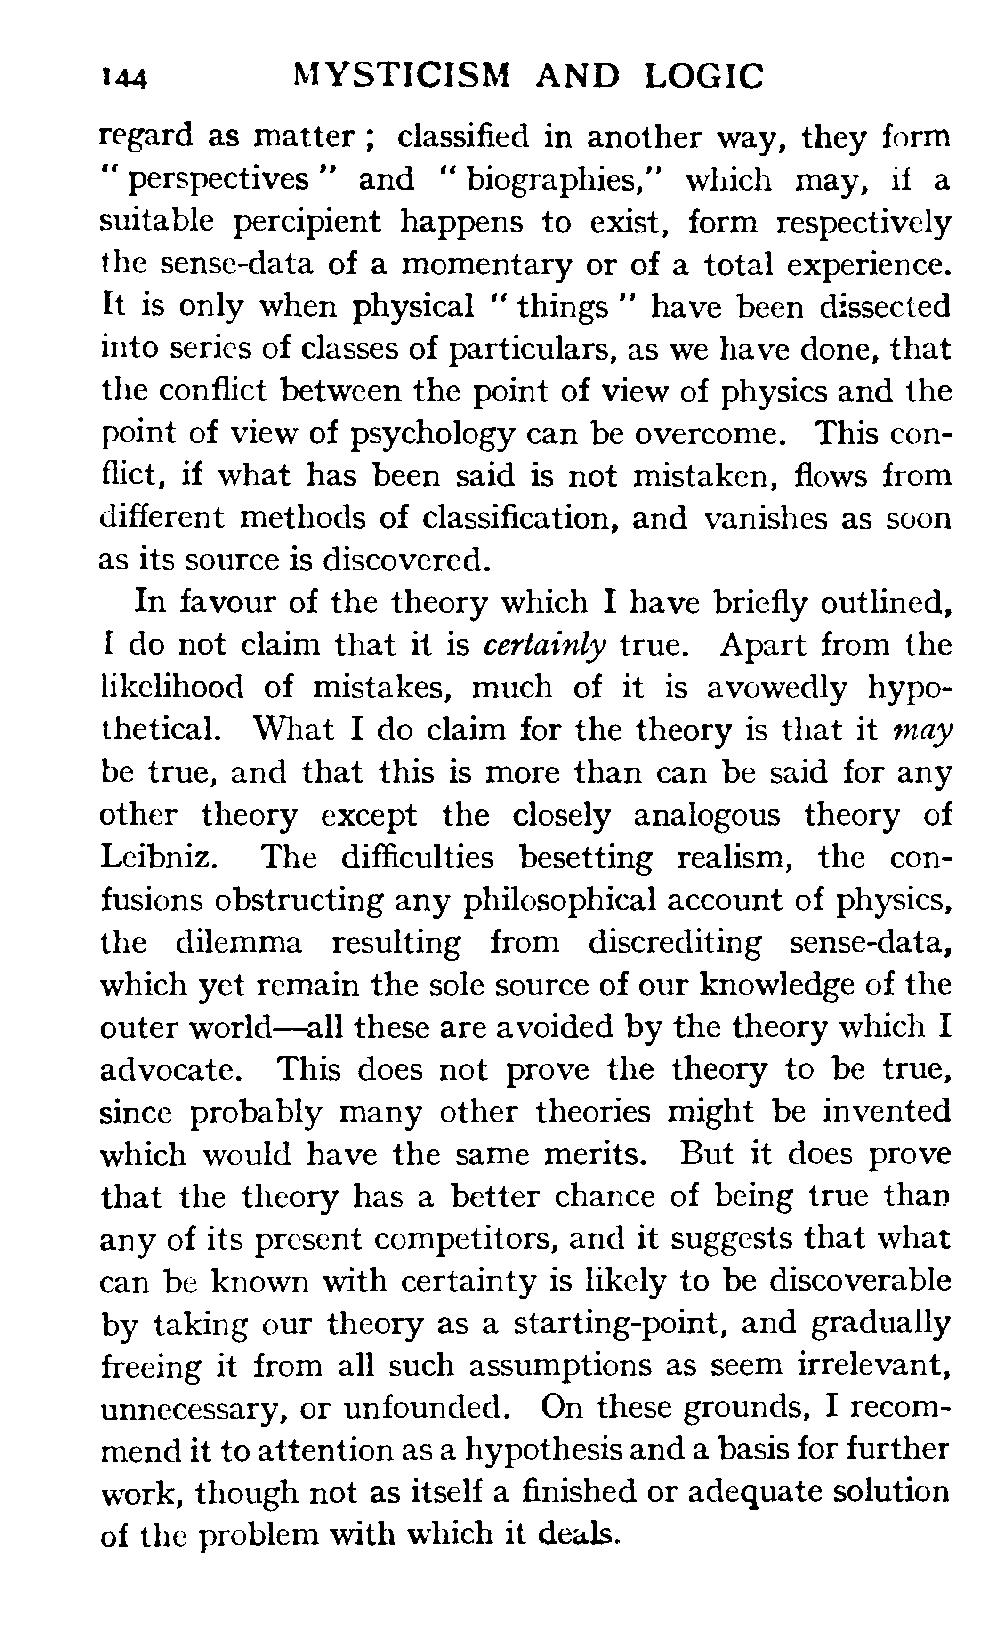 144 MYSTICISM AND LOGIC
regard as matter ; classified in another way, they form
" perspectives " and " biographies," which may, if a
suitable percipient happens to exist, form respectively
the sense-data of a momentary or of a total experience.
It is only when physical " things " have been dissected
into series of classes of particulars, as we have done, that
the conflict between the point of view of physics and the
point of view of psychology can be overcome. This con-
flict, if what has been said is not mistaken, flows from
different methods of classification, and vanishes as soon
as its source is discovered.
In favour of the theory which I have briefly outlined,
I do not claim that it is certainly true. Apart from the
likelihood of mistakes, much of it is avowedly hypo-
thetical. What I do claim for the theory is that it may
be true, and that this is more than can be said for any
other theory except the closely analogous theory of
Leibniz. The difficulties besetting realism, the con-
fusions obstructing any philosophical account of physics,
the dilemma resulting from discrediting sense-data,
which yet remain the sole source of our knowledge of the
outer world—all these are avoided by the theory which I
advocate. This does not prove the theory to be true,
since probably many other theories might be invented
which would have the same merits. But it does prove
that the theory has a better chance of being true than
any of its present competitors, and it suggests that what
can be known with certainty is likely to be discoverable
by taking our theory as a starting-point, and gradually
freeing it from all such assumptions as seem irrelevant,
unnecessary, or unfounded. On these grounds, I recom-
mend it to attention as a hypothesis and a basis for further
work, though not as itself a finished or adequate solution
of the problem with which it deals.